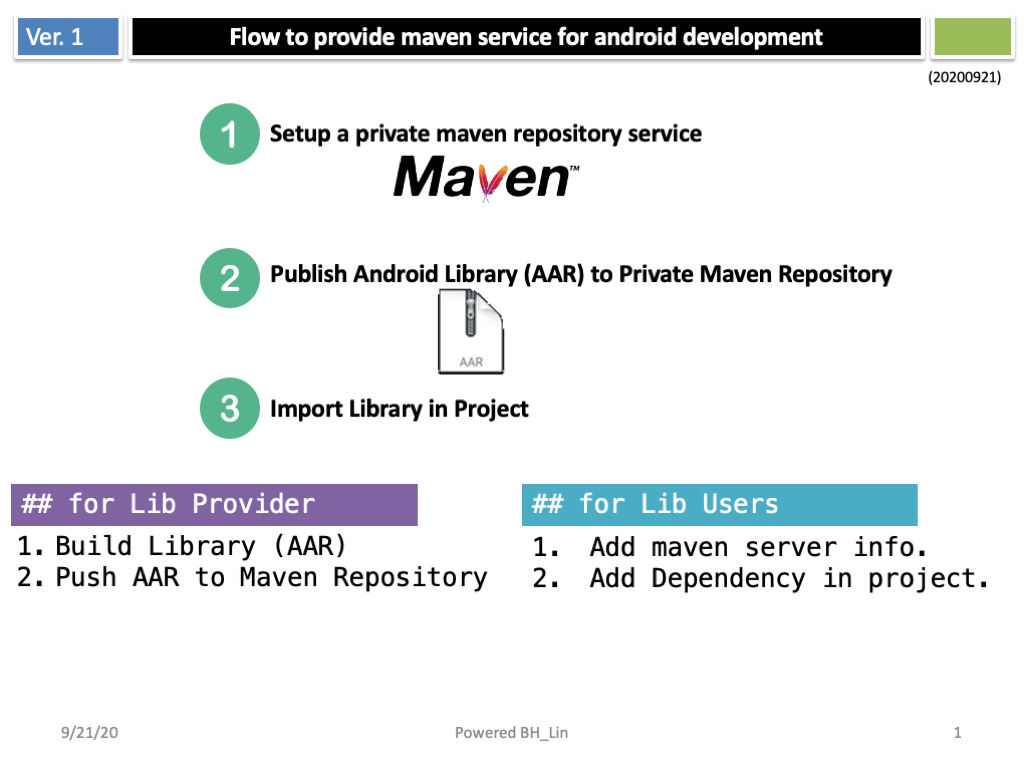 Ver. 1
Flow to provide maven service for android development
(20200921)
1 Setup a private maven repository service
Maven™
2 Publish Android Library (AAR) to Private Maven Repository
AAR
3 Import Library in Project
## for Lib Provider
1. Build Library (AAR)
2. Push AAR to Maven Repository
## for Lib Users
1. Add maven server info.
2. Add Dependency in project.
9/21/20
Powered BH_Lin
1